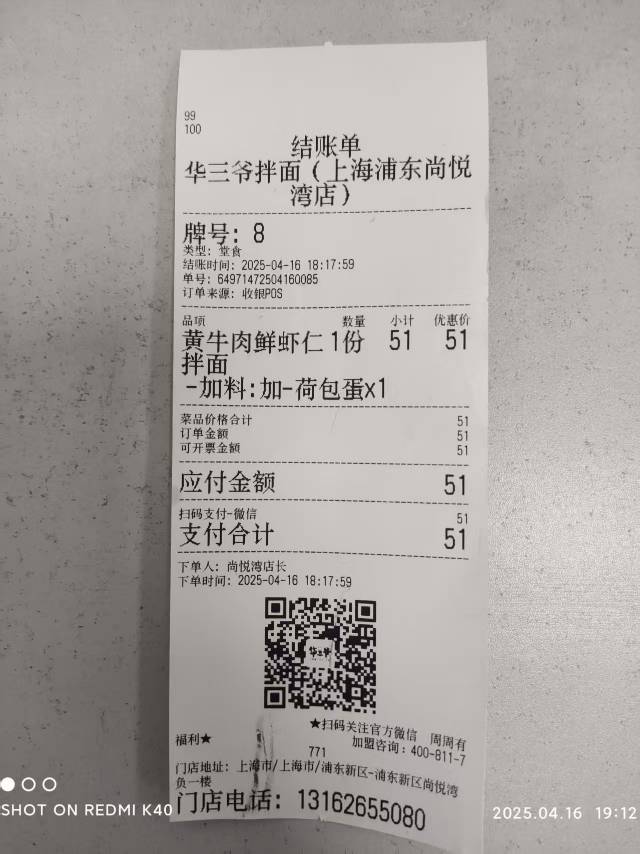 99
100
结账单
华三爷拌面（上海浦东尚悦
湾店）
牌号: 8
类型: 堂食
结账时间: 2025-04-16 18:17:59
单号: 64971472504160085
订单来源: 收银POS
品项 数量 小计 优惠价
黄牛肉鲜虾仁 1份 51 51
拌面
-加料:加-荷包蛋x1
菜品价格合计 51
订单金额 51
可开票金额 51
应付金额 51
扫码支付-微信 51
支付合计 51
下单人: 尚悦湾店长
下单时间: 2025-04-16 18:17:59
华三爷
★扫码关注官方微信 周周有
福利★ 加盟咨询: 400-811-7
771
门店地址: 上海市/上海市/浦东新区-浦东新区尚悦湾
负一楼
门店电话: 13162655080
SHOT ON REDMI K40
2025.04.16 19:12